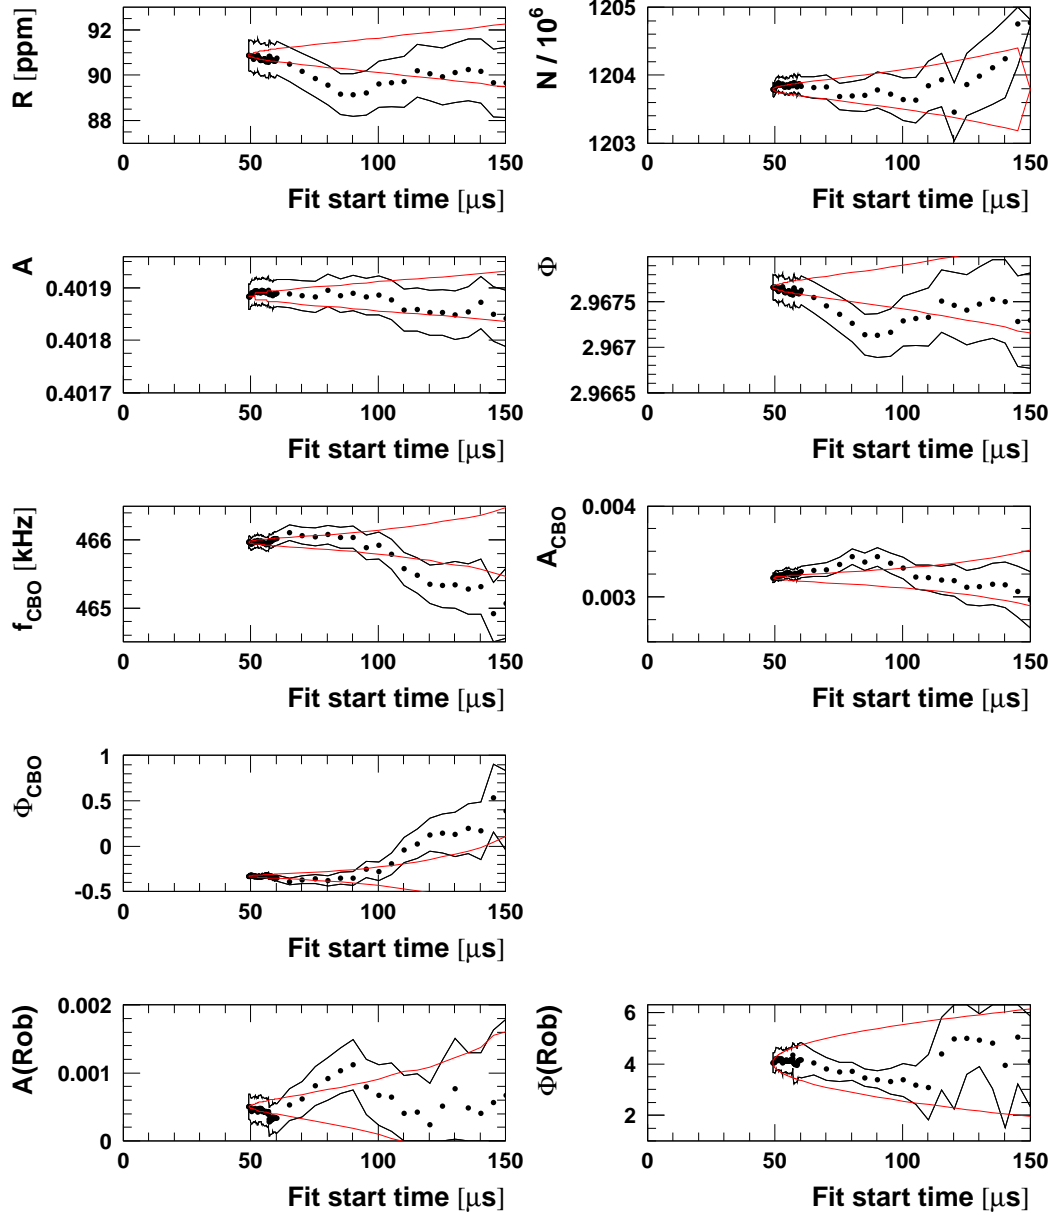 R [ppm]
92
90
88
0 50 100 150
Fit start time [μs]
N / 10^6
1205
1204
1203
0 50 100 150
Fit start time [μs]
A
0.4019
0.4018
0.4017
0 50 100 150
Fit start time [μs]
Φ
2.9675
2.967
2.9665
0 50 100 150
Fit start time [μs]
f_CBO [kHz]
466
465
0 50 100 150
Fit start time [μs]
A_CBO
0.004
0.003
0 50 100 150
Fit start time [μs]
Φ_CBO
1
0.5
0
-0.5
0 50 100 150
Fit start time [μs]
A(Rob)
0.002
0.001
0
0 50 100 150
Fit start time [μs]
Φ(Rob)
6
4
2
0 50 100 150
Fit start time [μs]